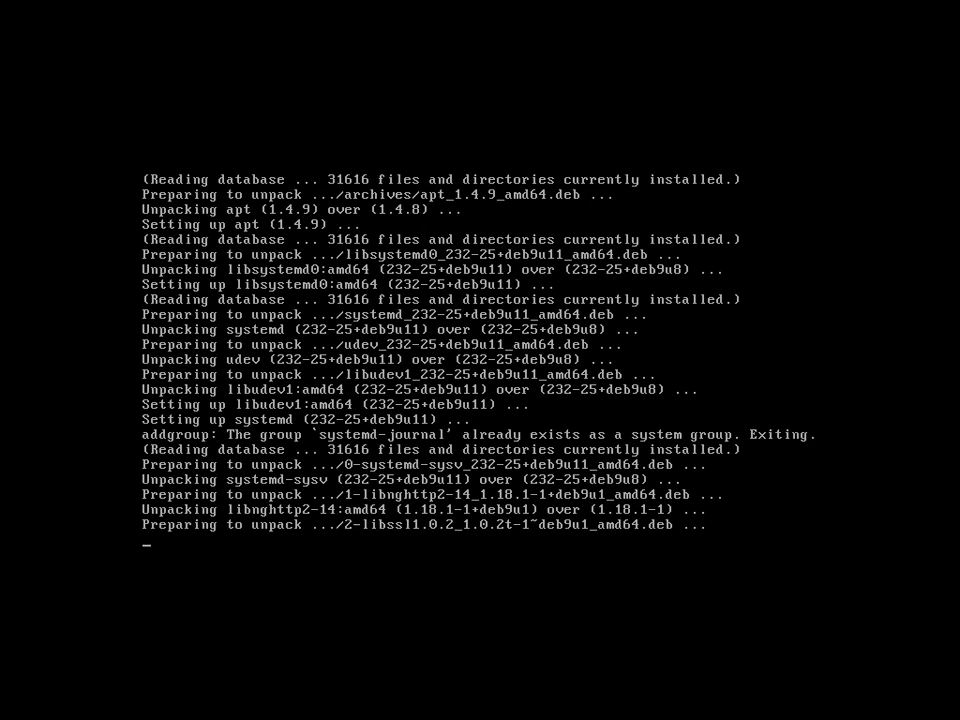 (Reading database ... 31616 files and directories currently installed.)
Preparing to unpack .../archives/apt_1.4.9_amd64.deb ...
Unpacking apt (1.4.9) over (1.4.8) ...
Setting up apt (1.4.9) ...
(Reading database ... 31616 files and directories currently installed.)
Preparing to unpack .../libsystemd0_232-25+deb9u11_amd64.deb ...
Unpacking libsystemd0:amd64 (232-25+deb9u11) over (232-25+deb9u8) ...
Setting up libsystemd0:amd64 (232-25+deb9u11) ...
(Reading database ... 31616 files and directories currently installed.)
Preparing to unpack .../systemd_232-25+deb9u11_amd64.deb ...
Unpacking systemd (232-25+deb9u11) over (232-25+deb9u8) ...
Preparing to unpack .../udev_232-25+deb9u11_amd64.deb ...
Unpacking udev (232-25+deb9u11) over (232-25+deb9u8) ...
Preparing to unpack .../libudev1_232-25+deb9u11_amd64.deb ...
Unpacking libudev1:amd64 (232-25+deb9u11) over (232-25+deb9u8) ...
Setting up libudev1:amd64 (232-25+deb9u11) ...
Setting up systemd (232-25+deb9u11) ...
addgroup: The group `systemd-journal' already exists as a system group. Exiting.
(Reading database ... 31616 files and directories currently installed.)
Preparing to unpack .../0-systemd-sysv_232-25+deb9u11_amd64.deb ...
Unpacking systemd-sysv (232-25+deb9u11) over (232-25+deb9u8) ...
Preparing to unpack .../1-libnghttp2-14_1.18.1-1+deb9u1_amd64.deb ...
Unpacking libnghttp2-14:amd64 (1.18.1-1+deb9u1) over (1.18.1-1) ...
Preparing to unpack .../2-libssl1.0.2_1.0.2t-1~deb9u1_amd64.deb ...